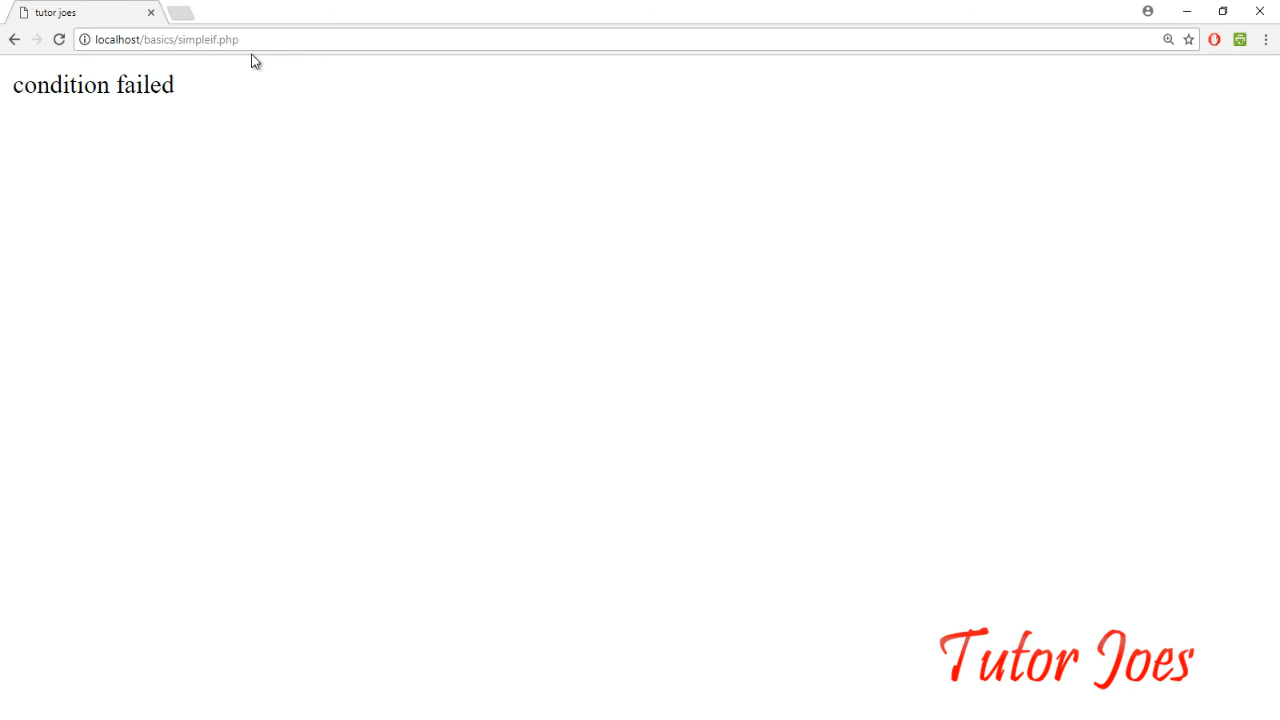 tutor joes
localhost/basics/simpleif.php
condition failed
Tutor Joes